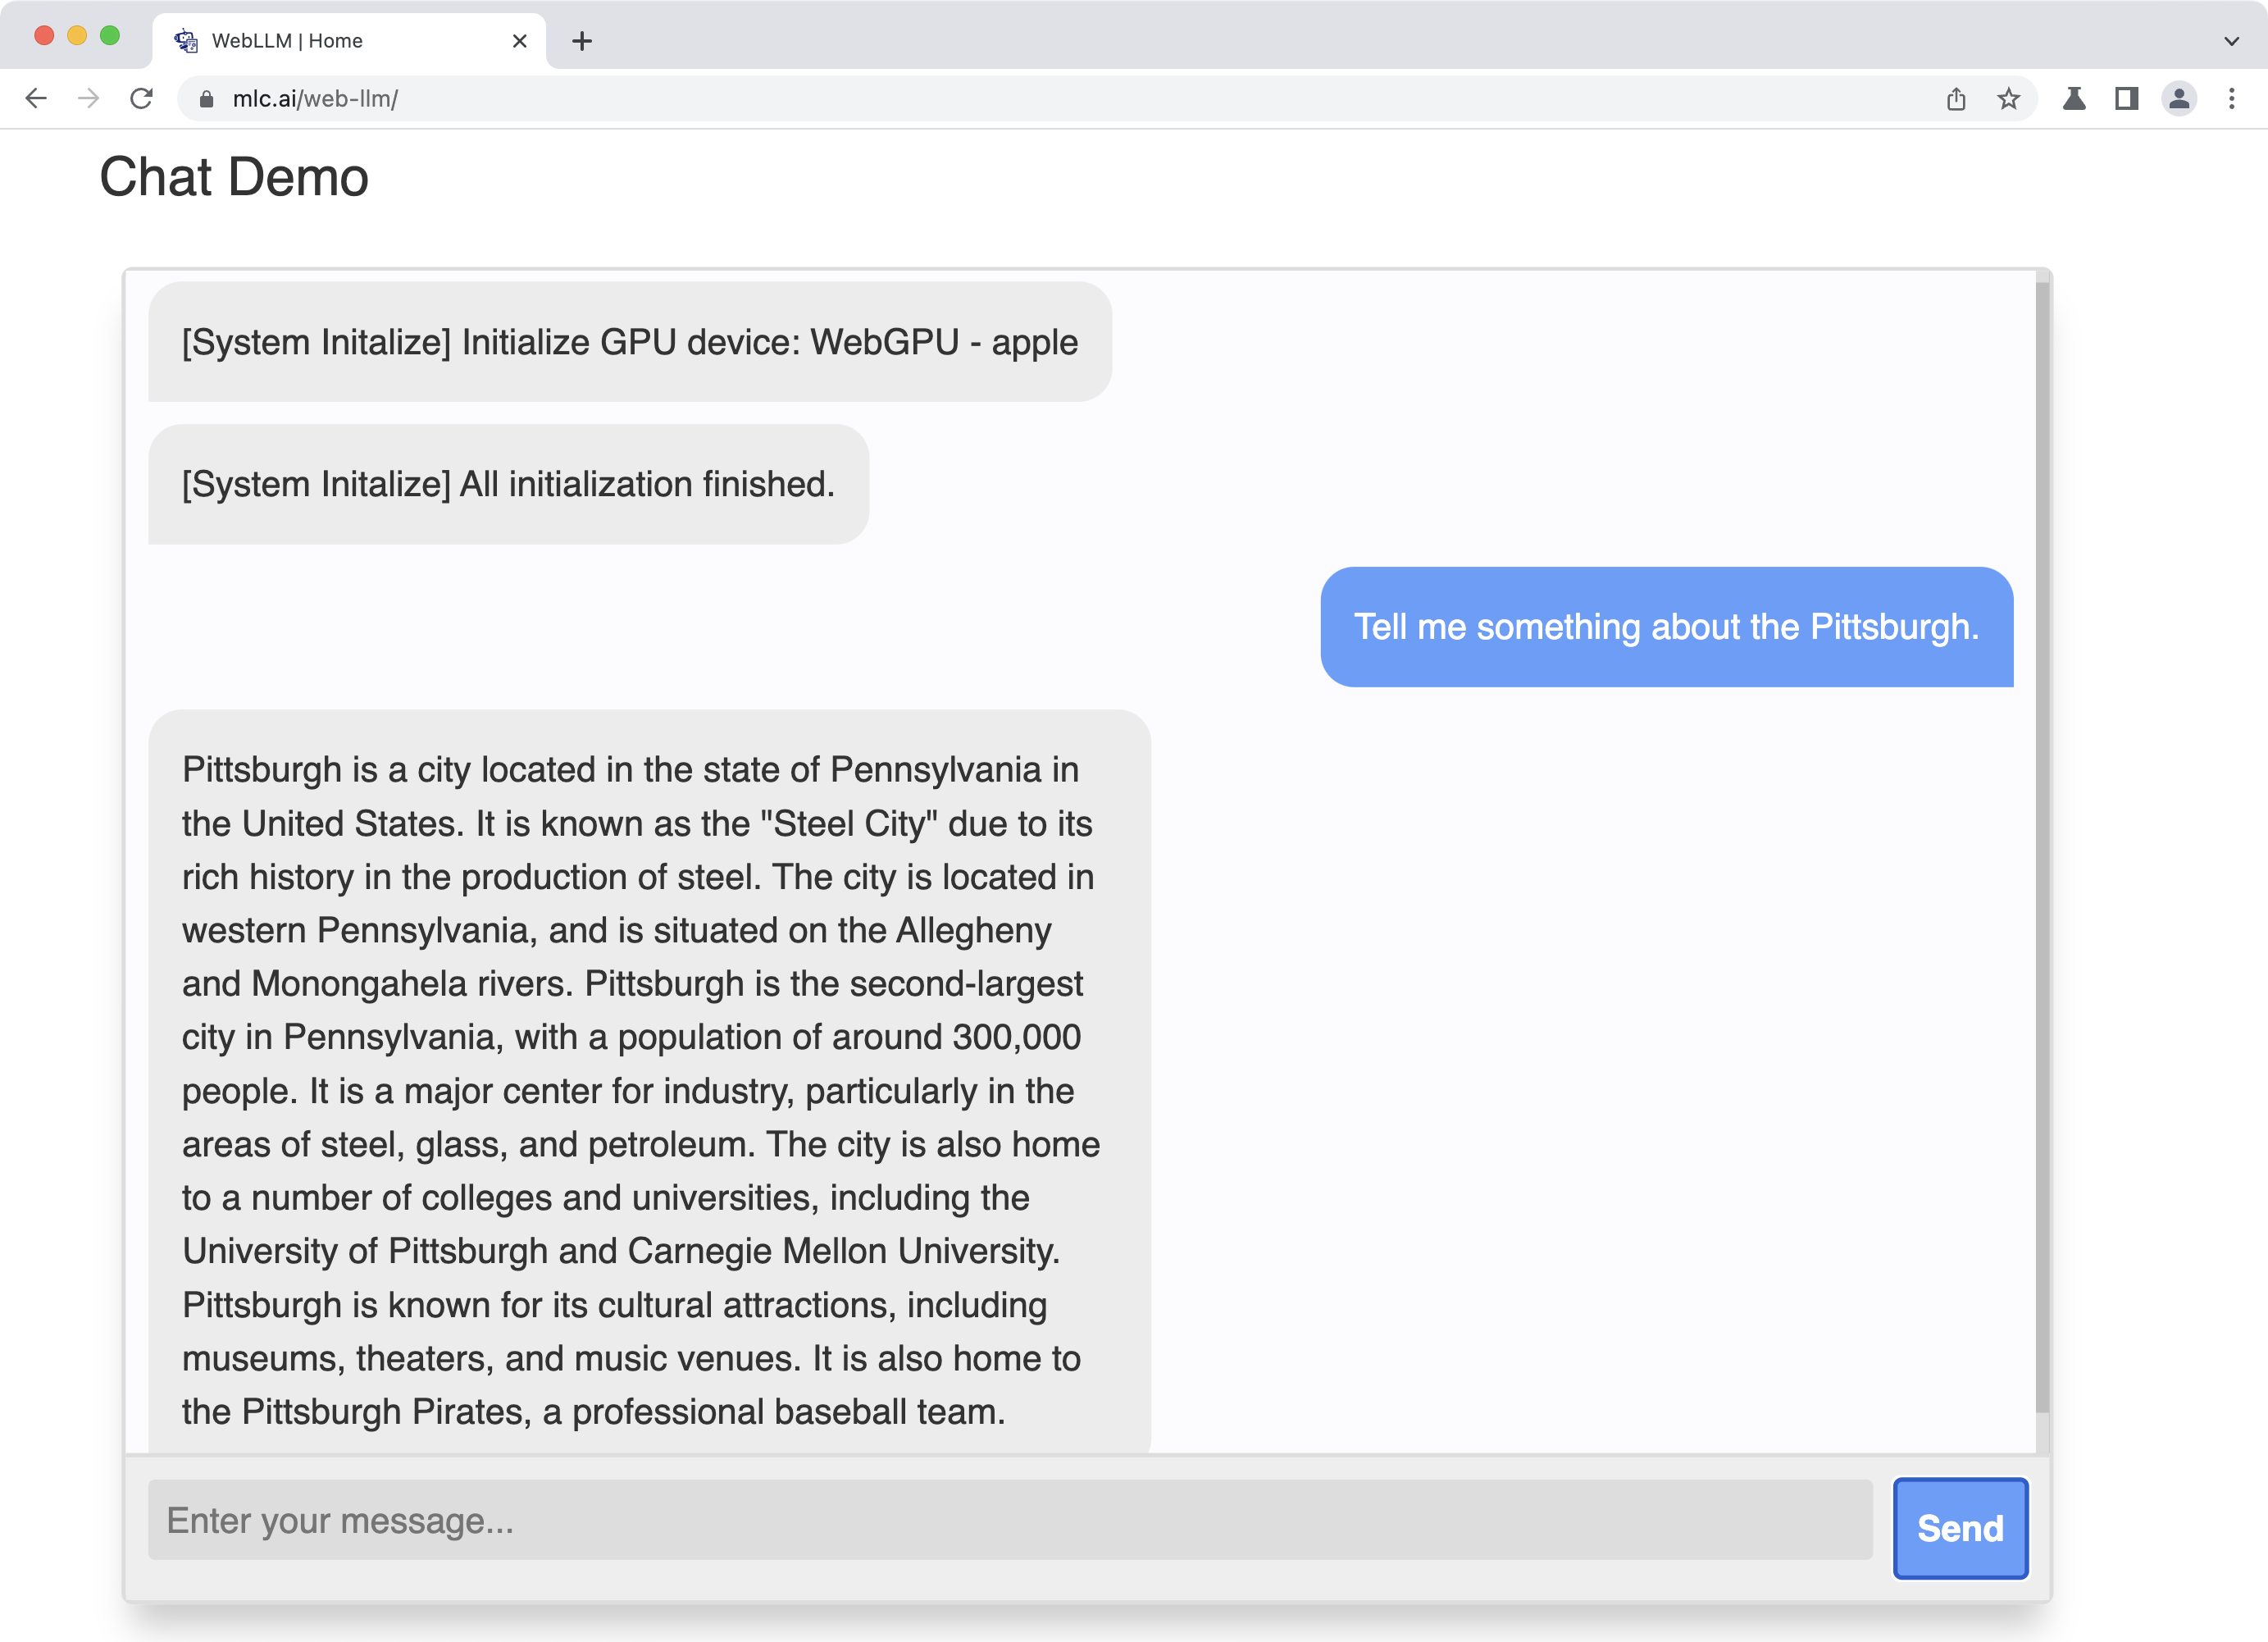 WebLLM | Home
mlc.ai/web-llm/
Chat Demo
[System Initalize] Initialize GPU device: WebGPU - apple
[System Initalize] All initialization finished.
Tell me something about the Pittsburgh.
Pittsburgh is a city located in the state of Pennsylvania in
the United States. It is known as the "Steel City" due to its
rich history in the production of steel. The city is located in
western Pennsylvania, and is situated on the Allegheny
and Monongahela rivers. Pittsburgh is the second-largest
city in Pennsylvania, with a population of around 300,000
people. It is a major center for industry, particularly in the
areas of steel, glass, and petroleum. The city is also home
to a number of colleges and universities, including the
University of Pittsburgh and Carnegie Mellon University.
Pittsburgh is known for its cultural attractions, including
museums, theaters, and music venues. It is also home to
the Pittsburgh Pirates, a professional baseball team.
Enter your message...
Send